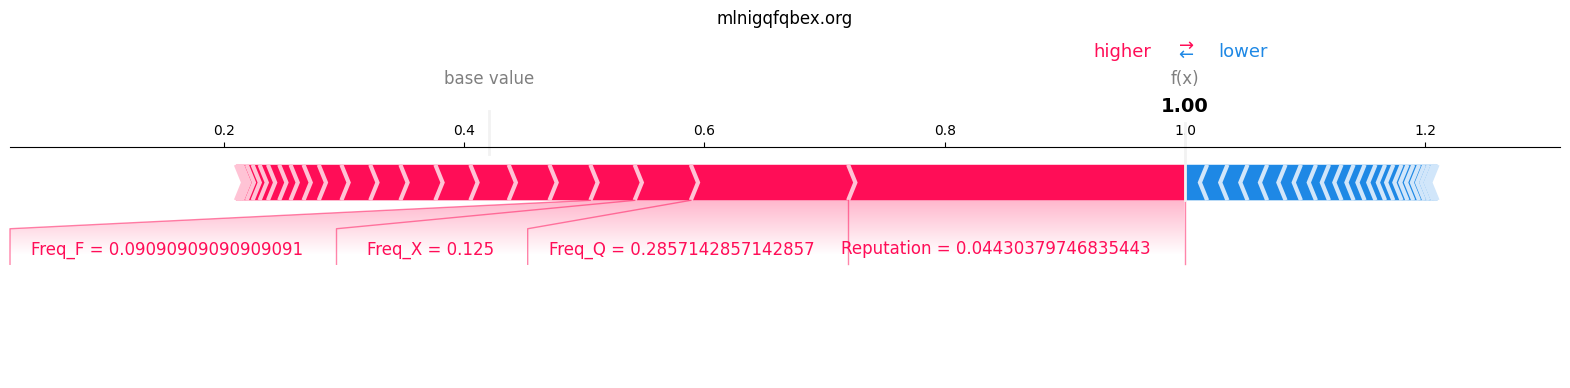 mlnigqfqbex.org
higher ⇄ lower
base value f(x)
1.00
0.2 0.4 0.6 0.8 1.0 1.2
Freq_F = 0.09090909090909091 Freq_X = 0.125 Freq_Q = 0.2857142857142857 Reputation = 0.04430379746835443